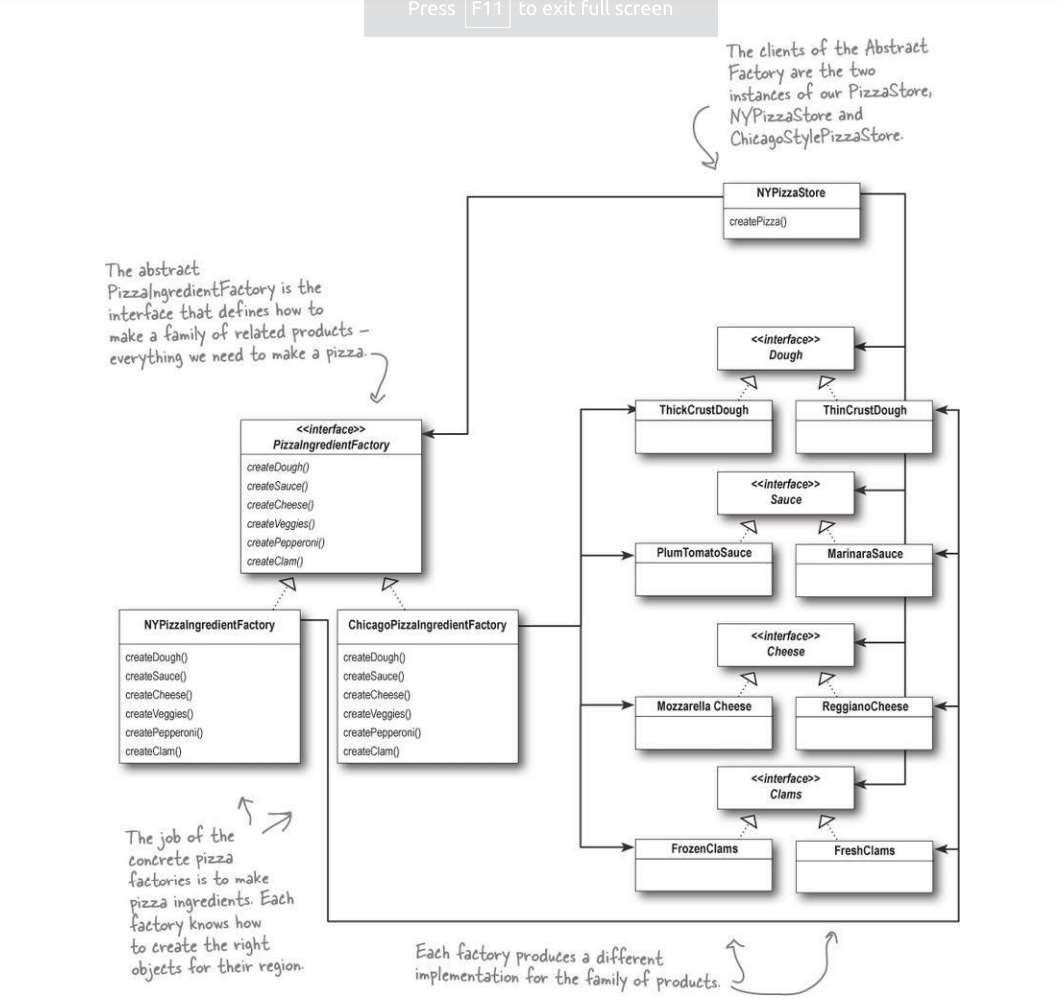 Press F11 to exit full screen
The clients of the Abstract
Factory are the two
instances of our PizzaStore,
NYPizzaStore and
ChicagoStylePizzaStore.
NYPizzaStore
createPizza()
The abstract
PizzaIngredientFactory is the
interface that defines how to
make a family of related products –
everything we need to make a pizza.
<<interface>>
PizzaIngredientFactory
createDough()
createSauce()
createCheese()
createVeggies()
createPepperoni()
createClam()
NYPizzaIngredientFactory
createDough()
createSauce()
createCheese()
createVeggies()
createPepperoni()
createClam()
ChicagoPizzaIngredientFactory
createDough()
createSauce()
createCheese()
createVeggies()
createPepperoni()
createClam()
<<interface>>
Dough
ThickCrustDough
ThinCrustDough
<<interface>>
Sauce
PlumTomatoSauce
MarinaraSauce
<<interface>>
Cheese
Mozzarella Cheese
ReggianoCheese
<<interface>>
Clams
FrozenClams
FreshClams
The job of the
concrete pizza
factories is to make
pizza ingredients. Each
factory knows how
to create the right
objects for their region.
Each factory produces a different
implementation for the family of products.